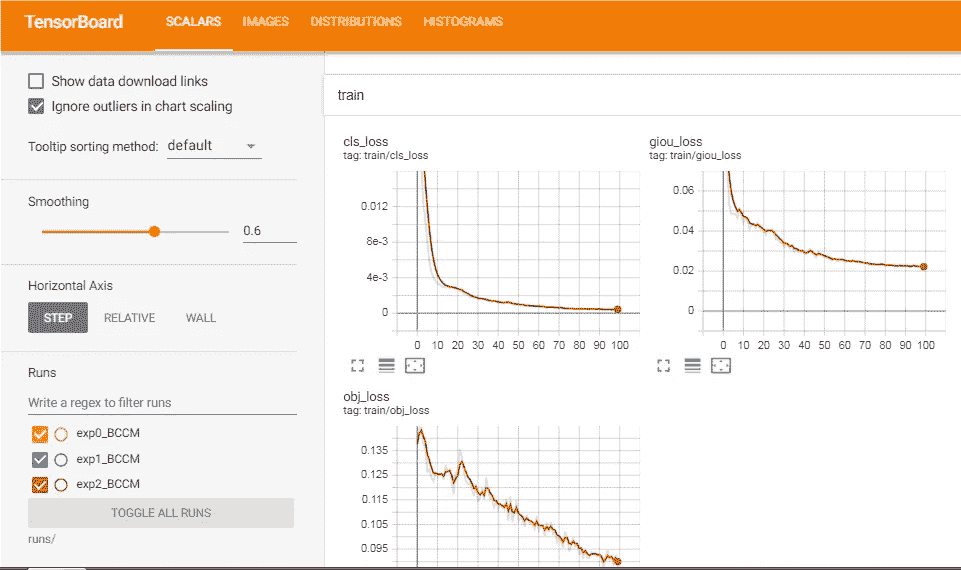 TensorBoard SCALARS IMAGES DISTRIBUTIONS HISTOGRAMS
Show data download links
Ignore outliers in chart scaling
Tooltip sorting method: default
Smoothing
0.6
Horizontal Axis
STEP RELATIVE WALL
Runs
Write a regex to filter runs
exp0_BCCM
exp1_BCCM
exp2_BCCM
TOGGLE ALL RUNS
runs/
train
cls_loss
tag: train/cls_loss
0.012
8e-3
4e-3
0
0 10 20 30 40 50 60 70 80 90 100
giou_loss
tag: train/giou_loss
0.06
0.04
0.02
0
0 10 20 30 40 50 60 70 80 90 100
obj_loss
tag: train/obj_loss
0.135
0.125
0.115
0.105
0.095